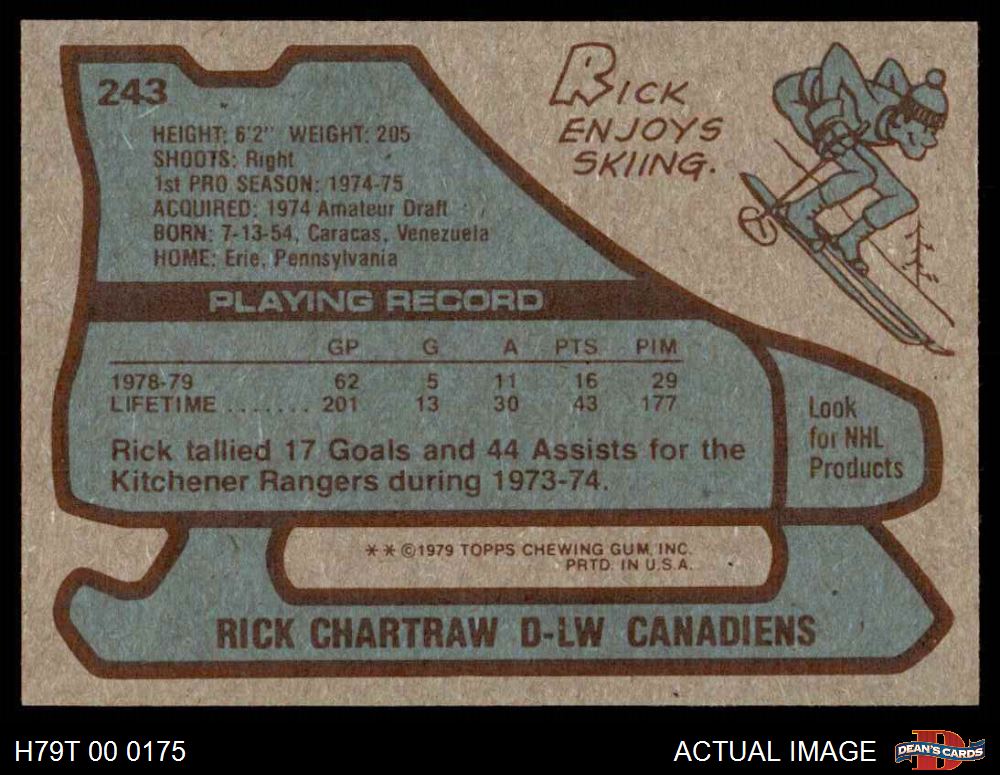 243
HEIGHT: 6'2" WEIGHT: 205
SHOOTS: Right
1st PRO SEASON: 1974-75
ACQUIRED: 1974 Amateur Draft
BORN: 7-13-54, Caracas, Venezuela
HOME: Erie, Pennsylvania
RICK
ENJOYS
SKIING.
PLAYING RECORD
GP G A PTS PIM
1978-79 62 5 11 16 29
LIFETIME ....... 201 13 30 43 177
Rick tallied 17 Goals and 44 Assists for the
Kitchener Rangers during 1973-74.
Look
for NHL
Products
** ©1979 TOPPS CHEWING GUM, INC.
PRTD. IN U.S.A.
RICK CHARTRAW D-LW CANADIENS
H79T 00 0175
ACTUAL IMAGE
DEAN'S CARDS